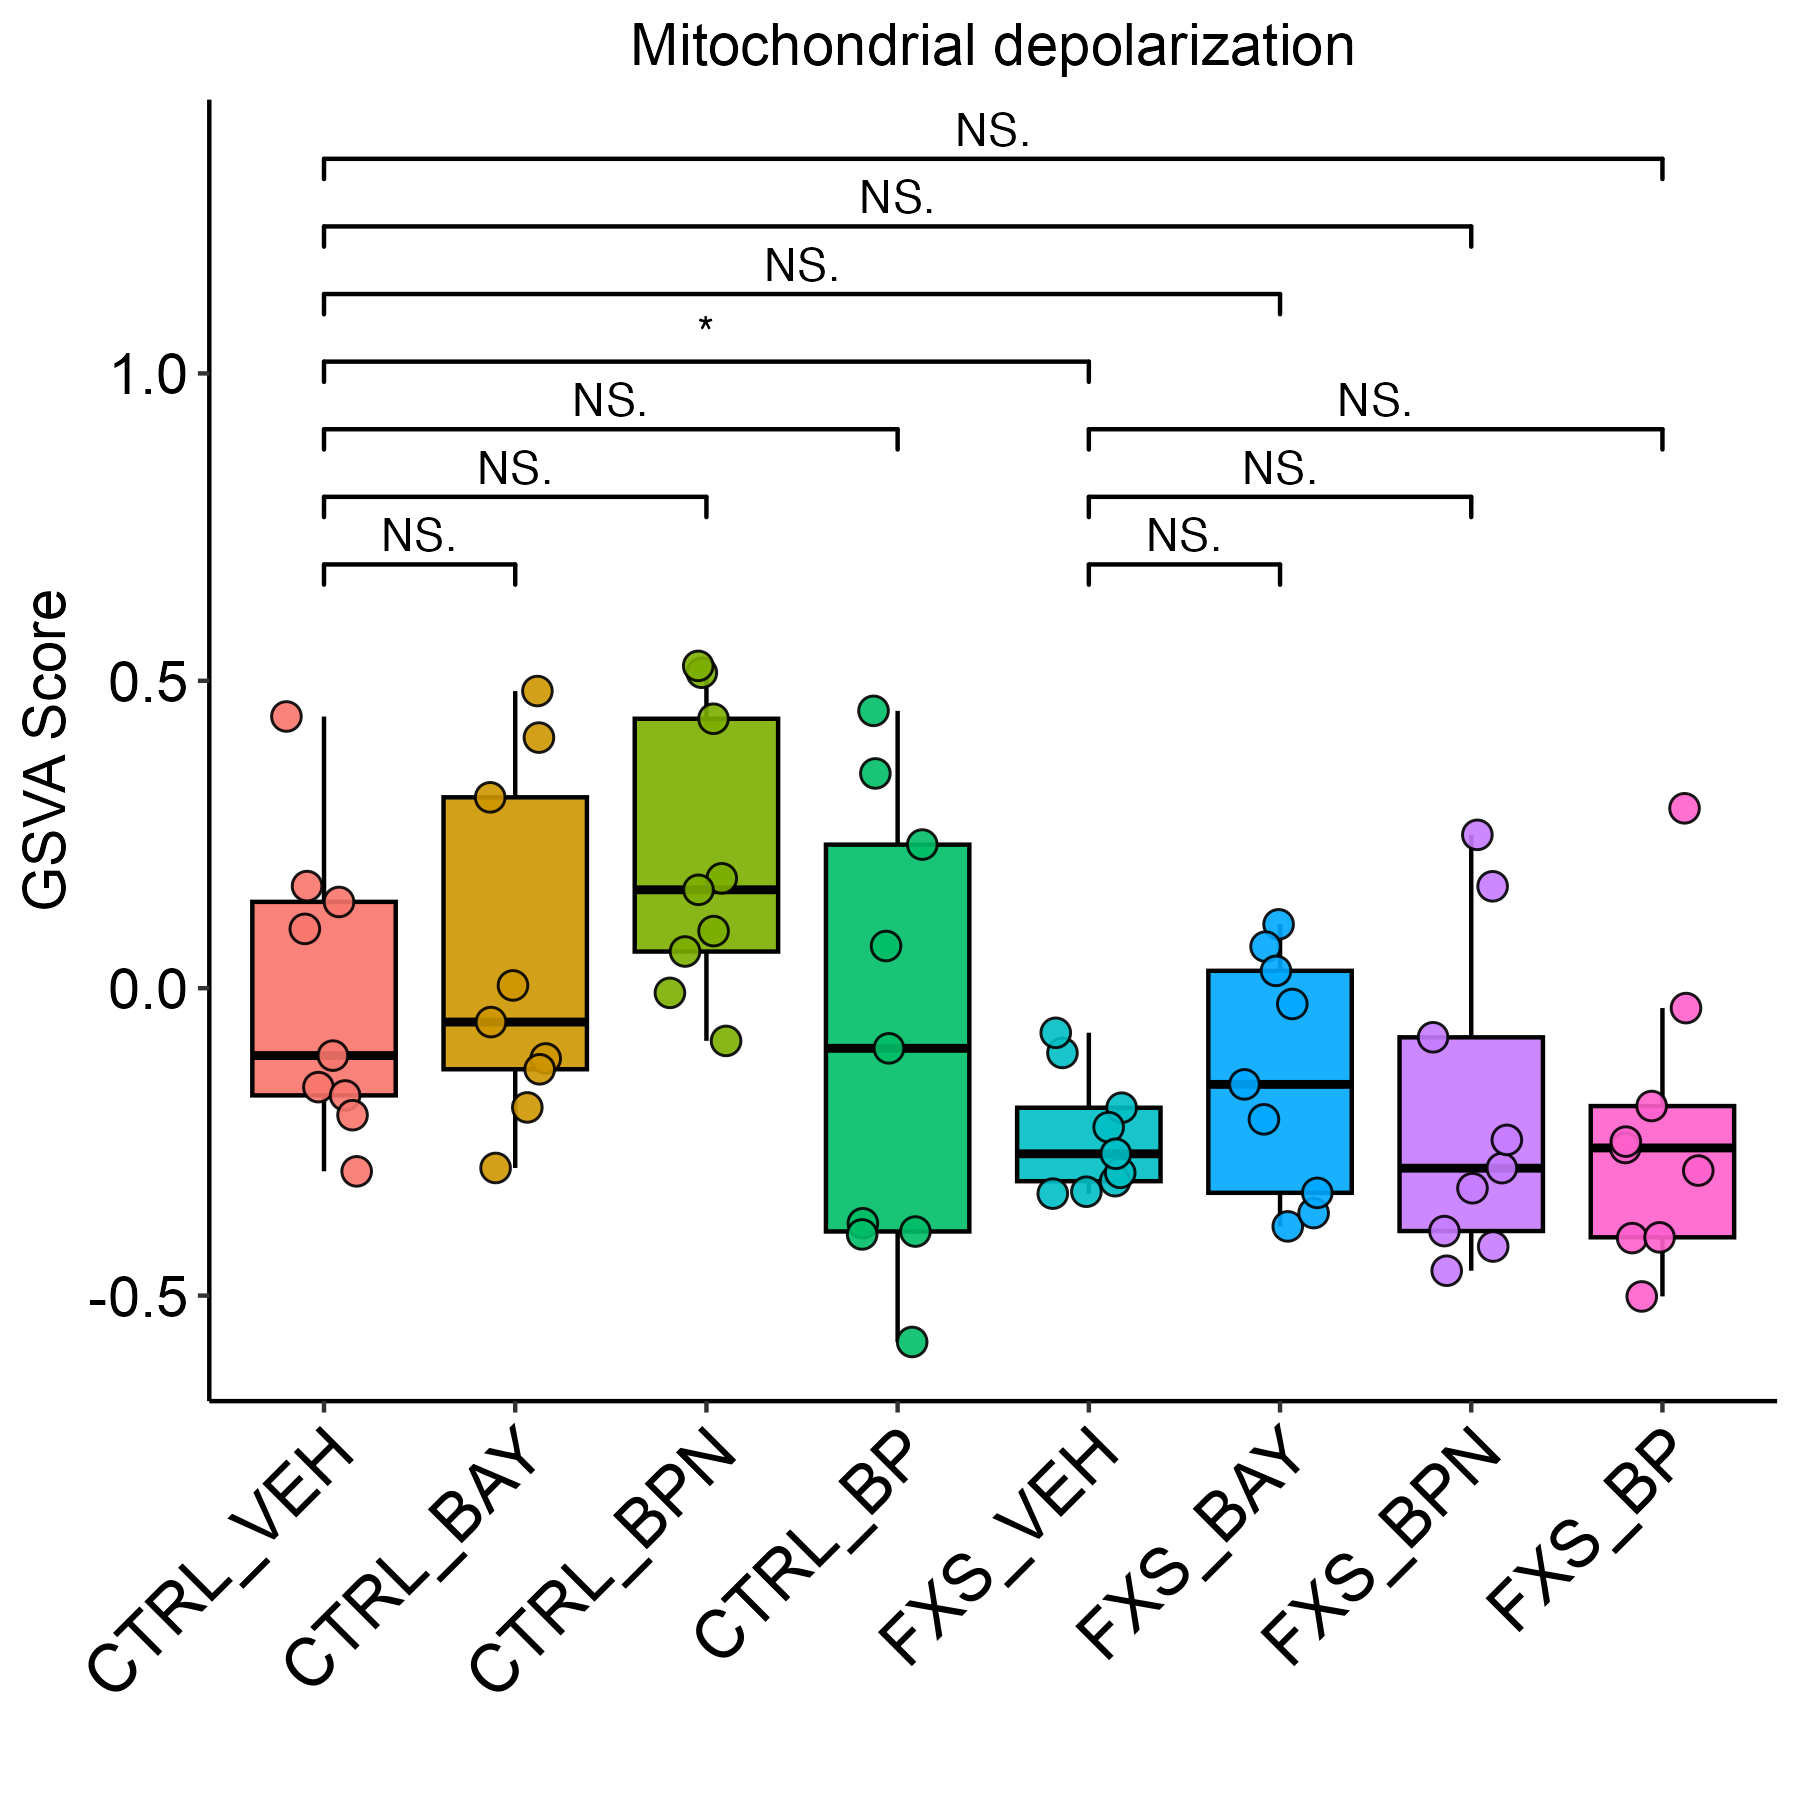 Mitochondrial depolarization
NS.
NS.
NS.
*
NS.
NS.
NS.
NS.
NS.
NS.
GSVA Score
1.0
0.5
0.0
-0.5
CTRL_VEH
CTRL_BAY
CTRL_BPN
CTRL_BP
FXS_VEH
FXS_BAY
FXS_BPN
FXS_BP